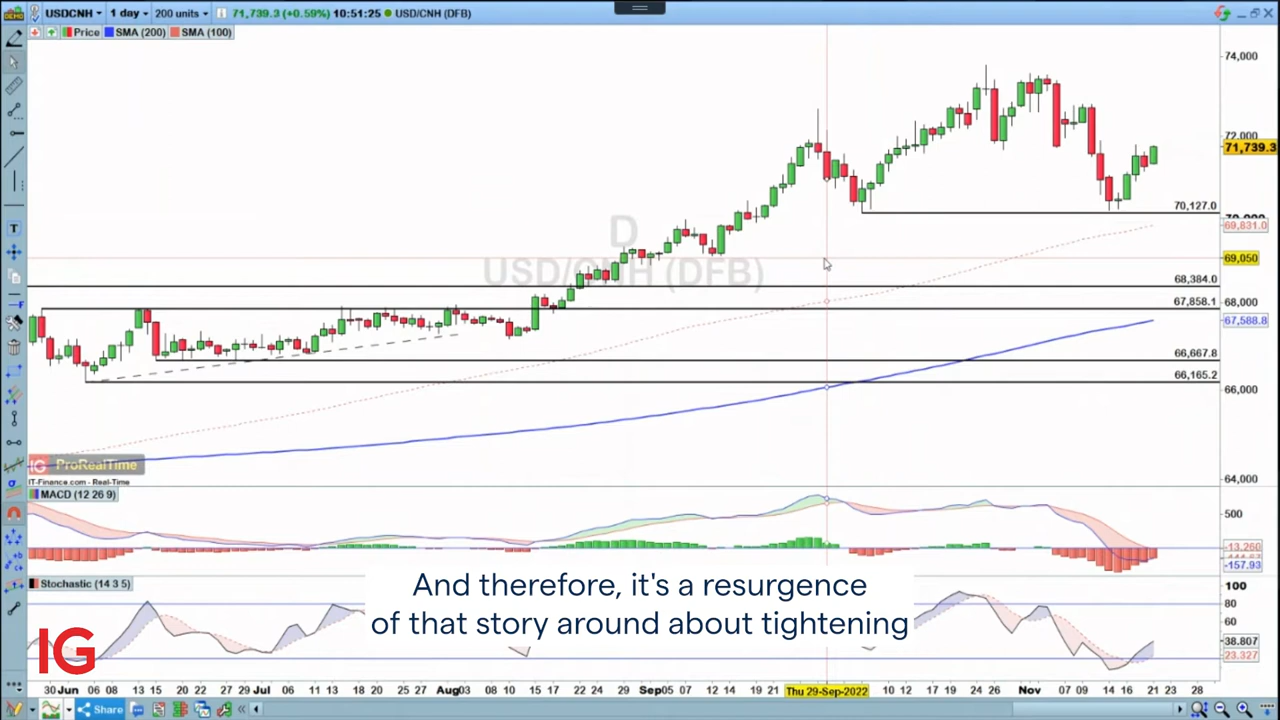 USDCNH 1 day 200 units 71,739.3 (+0.59%) 10:51:25 USD/CNH (DFB)
DEMO
Price SMA (200) SMA (100)
74,000
72,000
71,739.3
70,127.0
70,000
69,831.0
D
69,050
USD/CNH (DFB)
68,384.0
67,858.1
68,000
67,588.8
66,667.8
66,165.2
66,000
IG ProRealTime
IT-Finance.com - Real-Time
64,000
MACD (12 26 9)
500
-13.260
-157.93
Stochastic (14 3 5)
100
80
60
38.807
23.327
And therefore, it's a resurgence
of that story around about tightening
IG
30 Jun 06 08 13 15 20 22 27 29 Jul 06 11 13 18 20 25 27 Aug 03 08 10 15 17 22 24 29 Sep 05 07 12 14 19 21 Thu 29-Sep-2022 10 12 17 19 24 26 Nov 07 09 14 16 21 23 28
Share